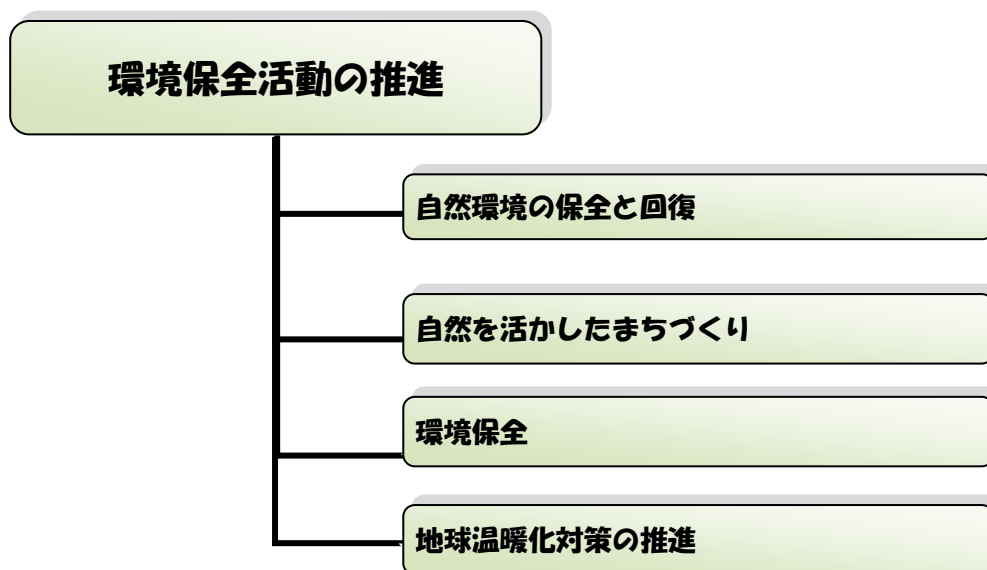 環境保全活動の推進
自然環境の保全と回復
自然を活かしたまちづくり
環境保全
地球温暖化対策の推進